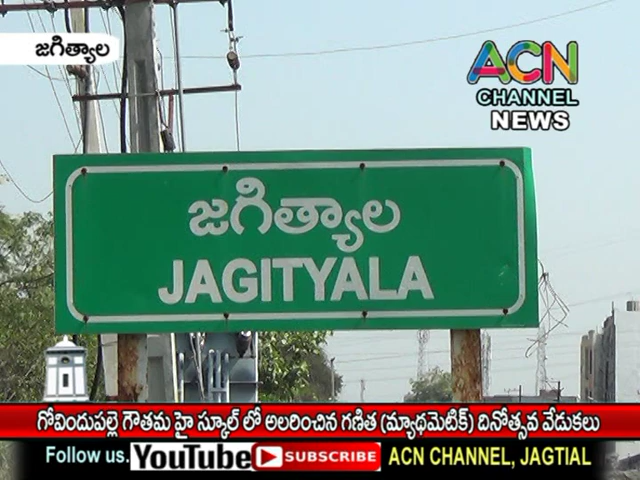 జగిత్యాల
ACN
CHANNEL
NEWS
జగిత్యాల
JAGITYALA
గోవిందుపల్లె గౌతమ హై స్కూల్ లో అలరించిన గణిత (మ్యాథమెటిక్) దినోత్సవ వేడుకలు
Follow us. YouTube SUBSCRIBE ACN CHANNEL, JAGTIAL